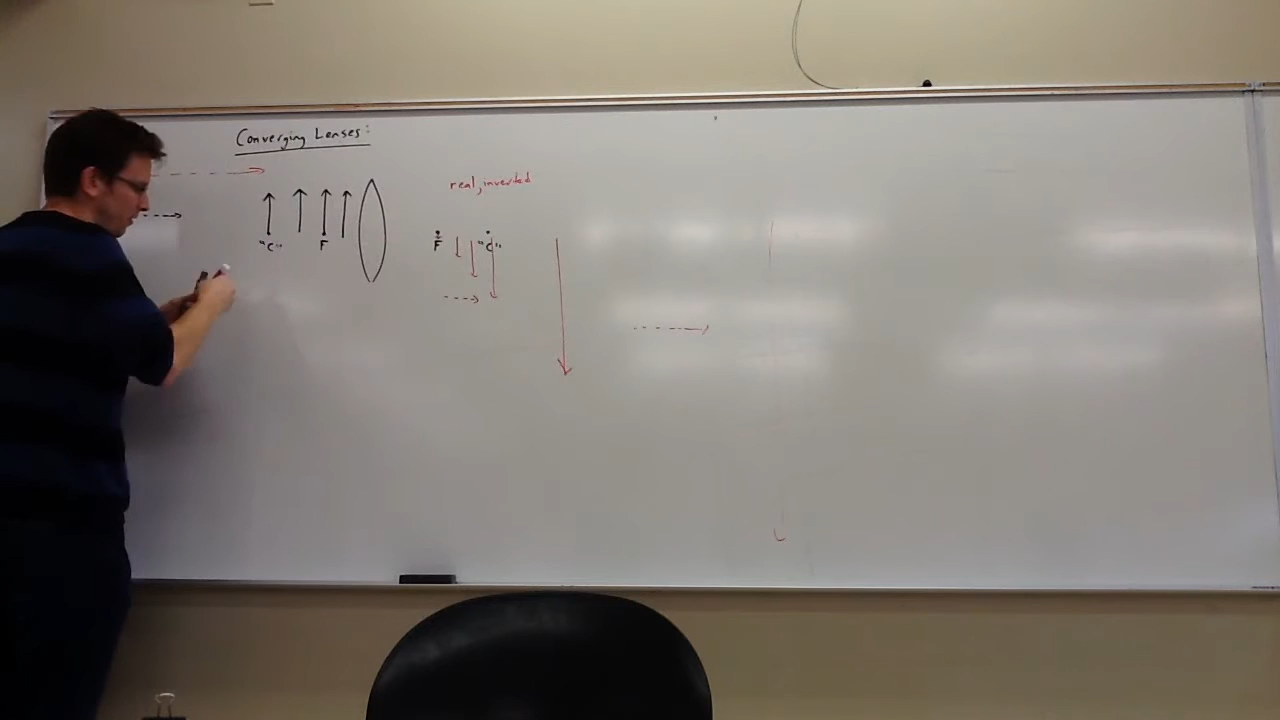 Converging Lenses:
real, inverted
"C" F
F "C"